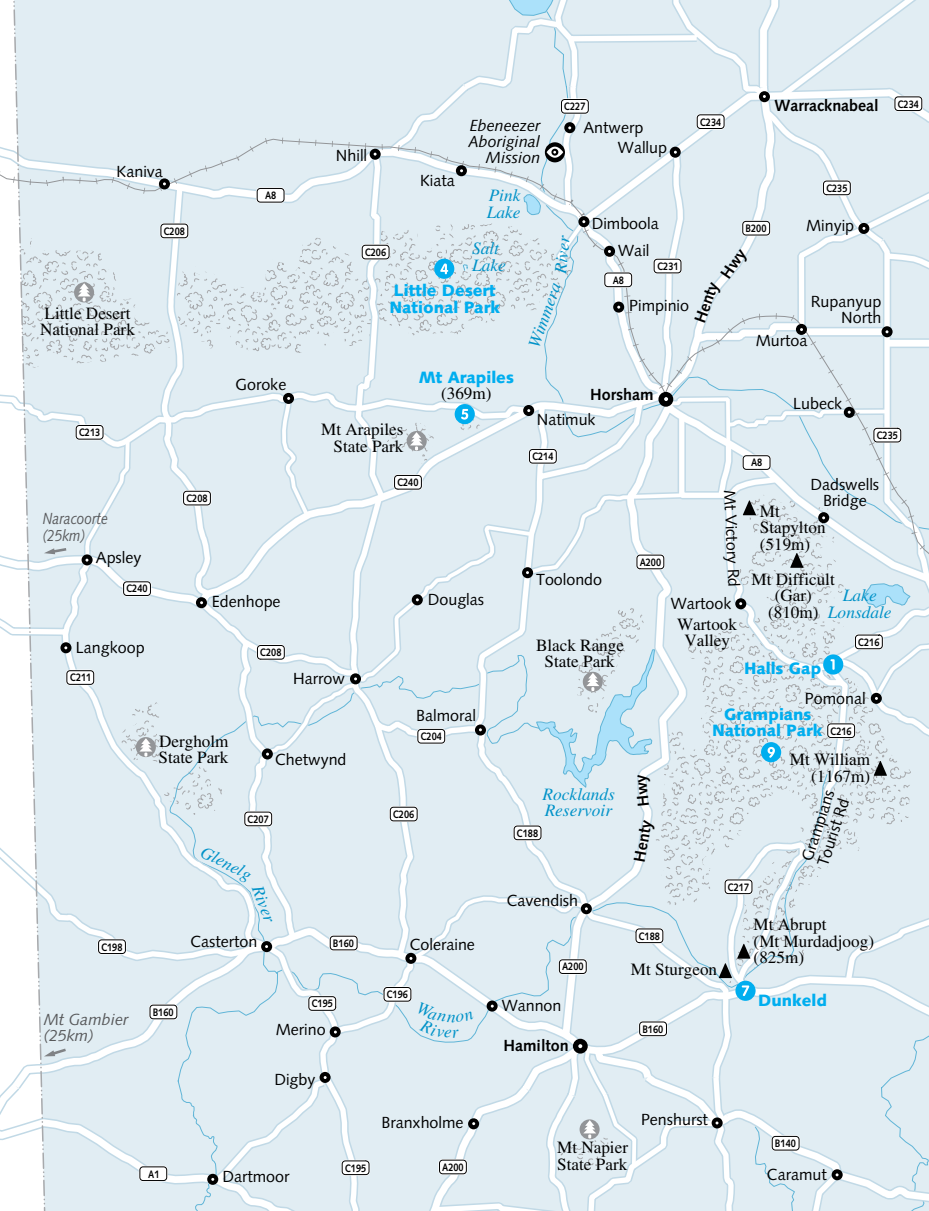 C227
C234
Warracknabeal
C234
Ebeneezer
Aboriginal
Mission
Antwerp
Wallup
Nhill
Kaniva
Kiata
A8
C235
Pink
Lake
Dimboola
Minyip
B200
C208
C206
Salt
Lake
Wail
C231
4
Little Desert
National Park
Wimmera River
A8
Henty Hwy
Little Desert
National Park
Pimpinio
Rupanyup
North
Murtoa
Mt Arapiles
(369m)
5
Goroke
Horsham
Lubeck
Natimuk
C213
Mt Arapiles
State Park
C235
C214
A8
C240
C208
Dadswells
Bridge
Mt Victory Rd
Mt
Stapylton
(519m)
Naracoorte
(25km)
Apsley
A200
Mt Difficult
(Gar)
(810m)
C240
Toolondo
Edenhope
Douglas
Wartook
Lake
Lonsdale
Wartook
Valley
Langkoop
C208
Black Range
State Park
C216
C211
Harrow
Halls Gap
1
Pomonal
Balmoral
C204
Grampians
National Park
9
C216
Dergholm
State Park
Chetwynd
Mt William
(1167m)
Rocklands
Reservoir
Henty Hwy
Grampians
Tourist Rd
C207
C206
C188
Glenelg
River
C217
Cavendish
Mt Abrupt
(Mt Murdadjoog)
(825m)
C198
Casterton
B160
Coleraine
C188
A200
Mt Sturgeon
7
Dunkeld
C196
C195
Wannon
River
Wannon
B160
Mt Gambier
(25km)
Merino
B160
Hamilton
Digby
Branxholme
Penshurst
Mt Napier
State Park
B140
A1
Dartmoor
C195
A200
Caramut